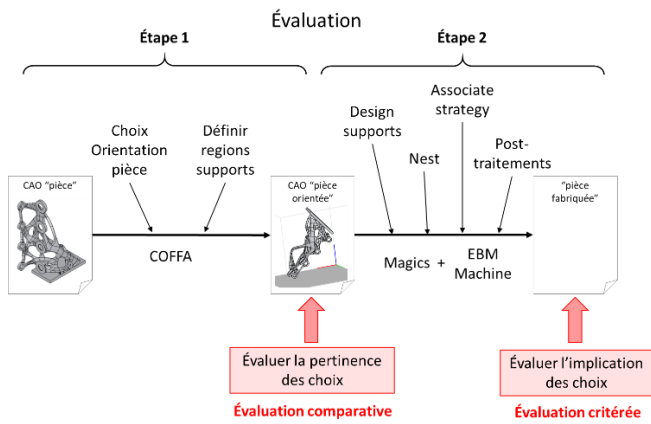 Évaluation
Étape 1
Étape 2
Choix
Orientation
pièce
Définir
regions
supports
Design
supports
Nest
Associate
strategy
Post-
traitements
CAO “pièce”
COFFA
CAO “pièce
orientée”
Magics + EBM
Machine
“pièce
fabriquée”
Évaluer la pertinence
des choix
Évaluation comparative
Évaluer l’implication
des choix
Évaluation critérée